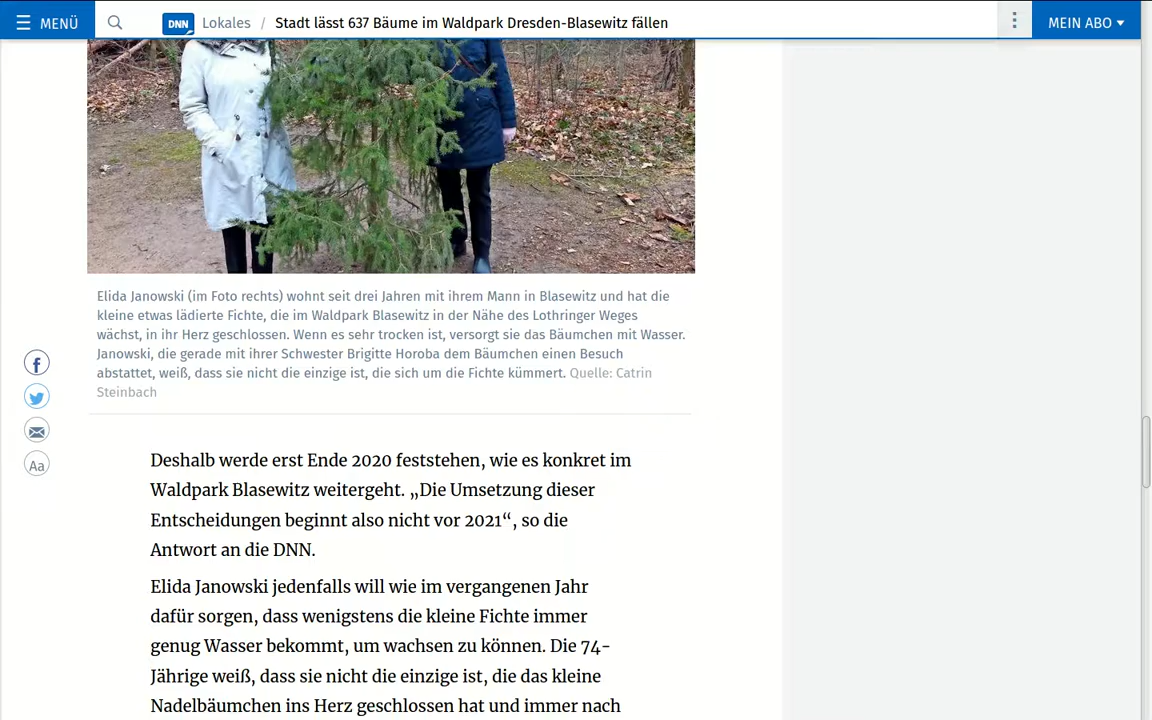 MENÜ
DNN Lokales / Stadt lässt 637 Bäume im Waldpark Dresden-Blasewitz fällen
MEIN ABO
Elida Janowski (im Foto rechts) wohnt seit drei Jahren mit ihrem Mann in Blasewitz und hat die
kleine etwas lädierte Fichte, die im Waldpark Blasewitz in der Nähe des Lothringer Weges
wächst, in ihr Herz geschlossen. Wenn es sehr trocken ist, versorgt sie das Bäumchen mit Wasser.
Janowski, die gerade mit ihrer Schwester Brigitte Horoba dem Bäumchen einen Besuch
abstattet, weiß, dass sie nicht die einzige ist, die sich um die Fichte kümmert. Quelle: Catrin
Steinbach
Aa
Deshalb werde erst Ende 2020 feststehen, wie es konkret im
Waldpark Blasewitz weitergeht. „Die Umsetzung dieser
Entscheidungen beginnt also nicht vor 2021“, so die
Antwort an die DNN.
Elida Janowski jedenfalls will wie im vergangenen Jahr
dafür sorgen, dass wenigstens die kleine Fichte immer
genug Wasser bekommt, um wachsen zu können. Die 74-
Jährige weiß, dass sie nicht die einzige ist, die das kleine
Nadelbäumchen ins Herz geschlossen hat und immer nach